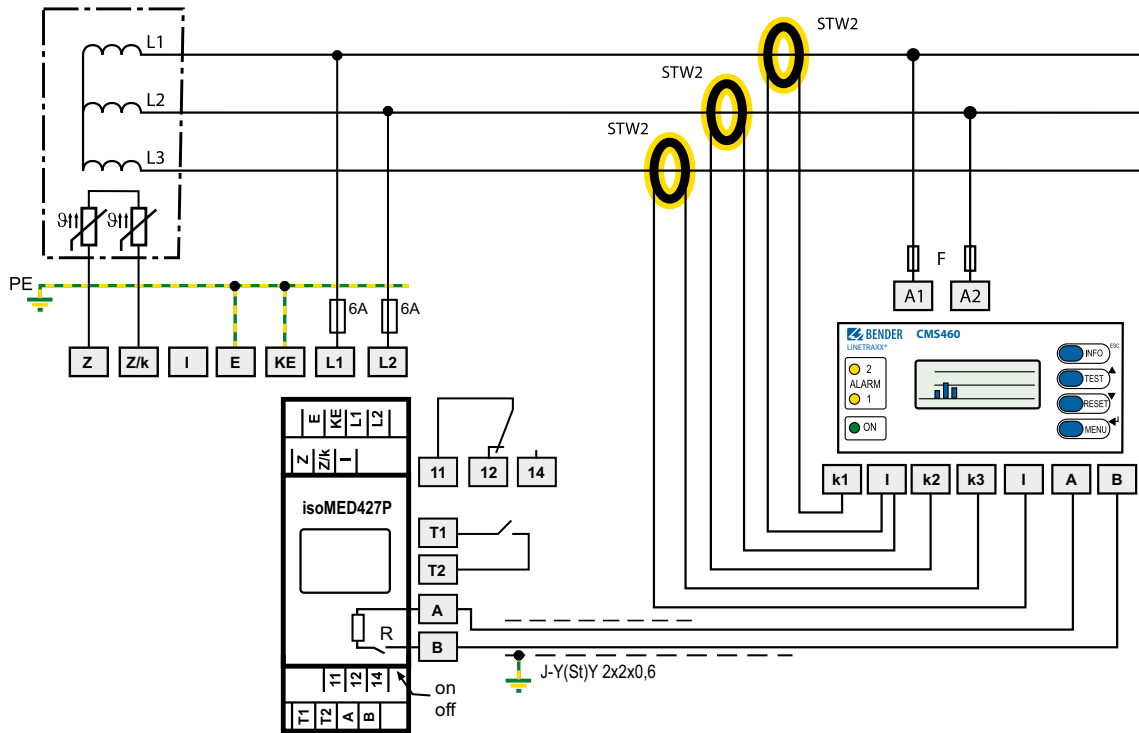 STW2
L1
STW2
L2
STW2
L3
ϑ↑↑ ϑ↑↑
PE
F
6A 6A
A1 A2
Z Z/k I E KE L1 L2
BENDER CMS460
LINETRAXX®
INFO ESC
2
ALARM
1
TEST
RESET
ON
MENU
E KE L1 L2
Z Z/k I
11 12 14
k1 l k2 k3 l A B
isoMED427P
T1
T2
A
R
B
J-Y(St)Y 2x2x0,6
11 12 14
on
off
T1 T2 A B